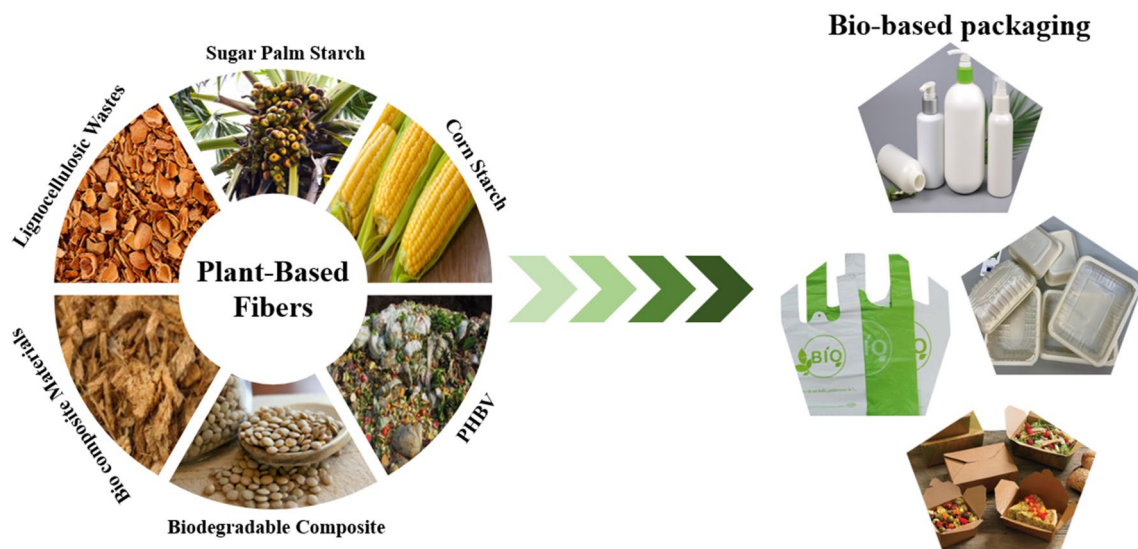 Bio-based packaging
Sugar Palm Starch
Lignocellulosic Wastes
Corn Starch
Plant-Based
Fibers
Bio composite Materials
PHBV
Biodegradable Composite
BIO
BIO
BIO